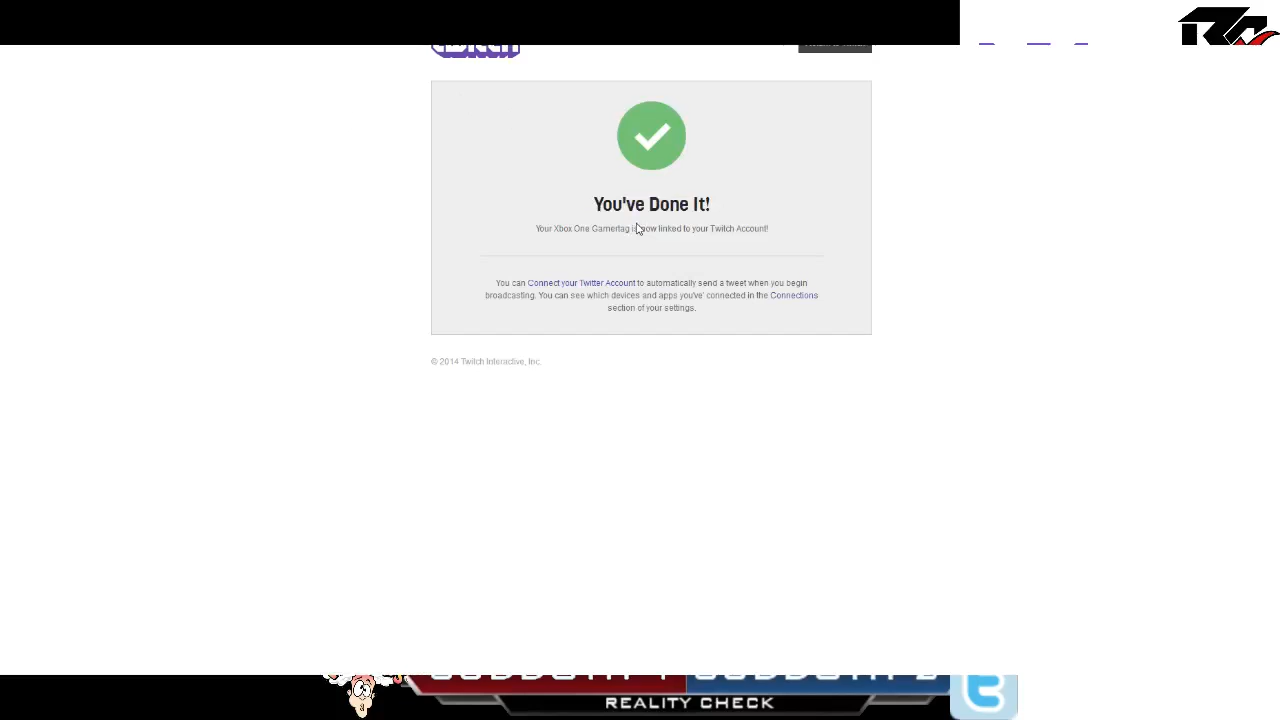 twitch
You've Done It!
Your Xbox One Gamertag is now linked to your Twitch Account!
You can Connect your Twitter Account to automatically send a tweet when you begin
broadcasting. You can see which devices and apps you've' connected in the Connections
section of your settings.
© 2014 Twitch Interactive, Inc.
REALITY CHECK